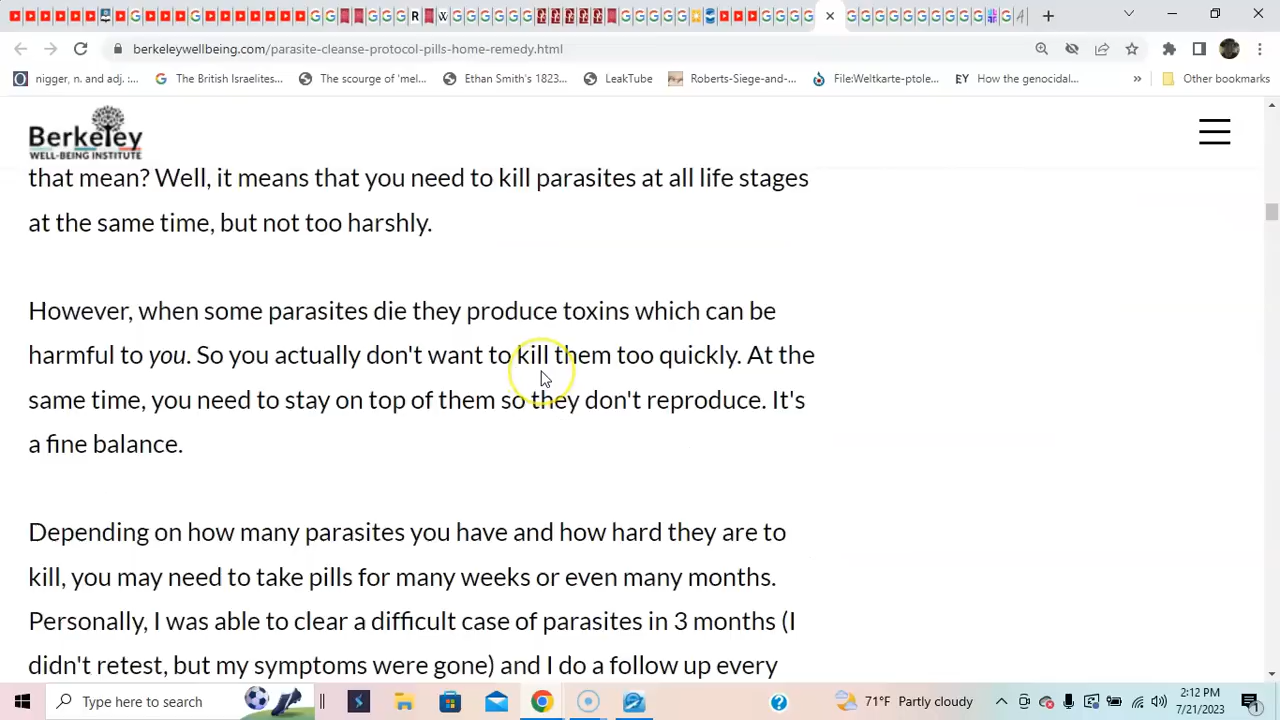 berkeleywellbeing.com/parasite-cleanse-protocol-pills-home-remedy.html
nigger, n. and adj. :...
The British Israelites...
The scourge of 'mel...
Ethan Smith's 1823...
LeakTube
Roberts-Siege-and-...
File:Weltkarte-ptole...
EY
How the genocidal...
»
Other bookmarks
Berkeley
WELL-BEING INSTITUTE
that mean? Well, it means that you need to kill parasites at all life stages
at the same time, but not too harshly.
However, when some parasites die they produce toxins which can be
harmful to you. So you actually don't want to kill them too quickly. At the
same time, you need to stay on top of them so they don't reproduce. It's
a fine balance.
Depending on how many parasites you have and how hard they are to
kill, you may need to take pills for many weeks or even many months.
Personally, I was able to clear a difficult case of parasites in 3 months (I
didn't retest, but my symptoms were gone) and I do a follow up every
Type here to search
71°F Partly cloudy
2:12 PM
7/21/2023